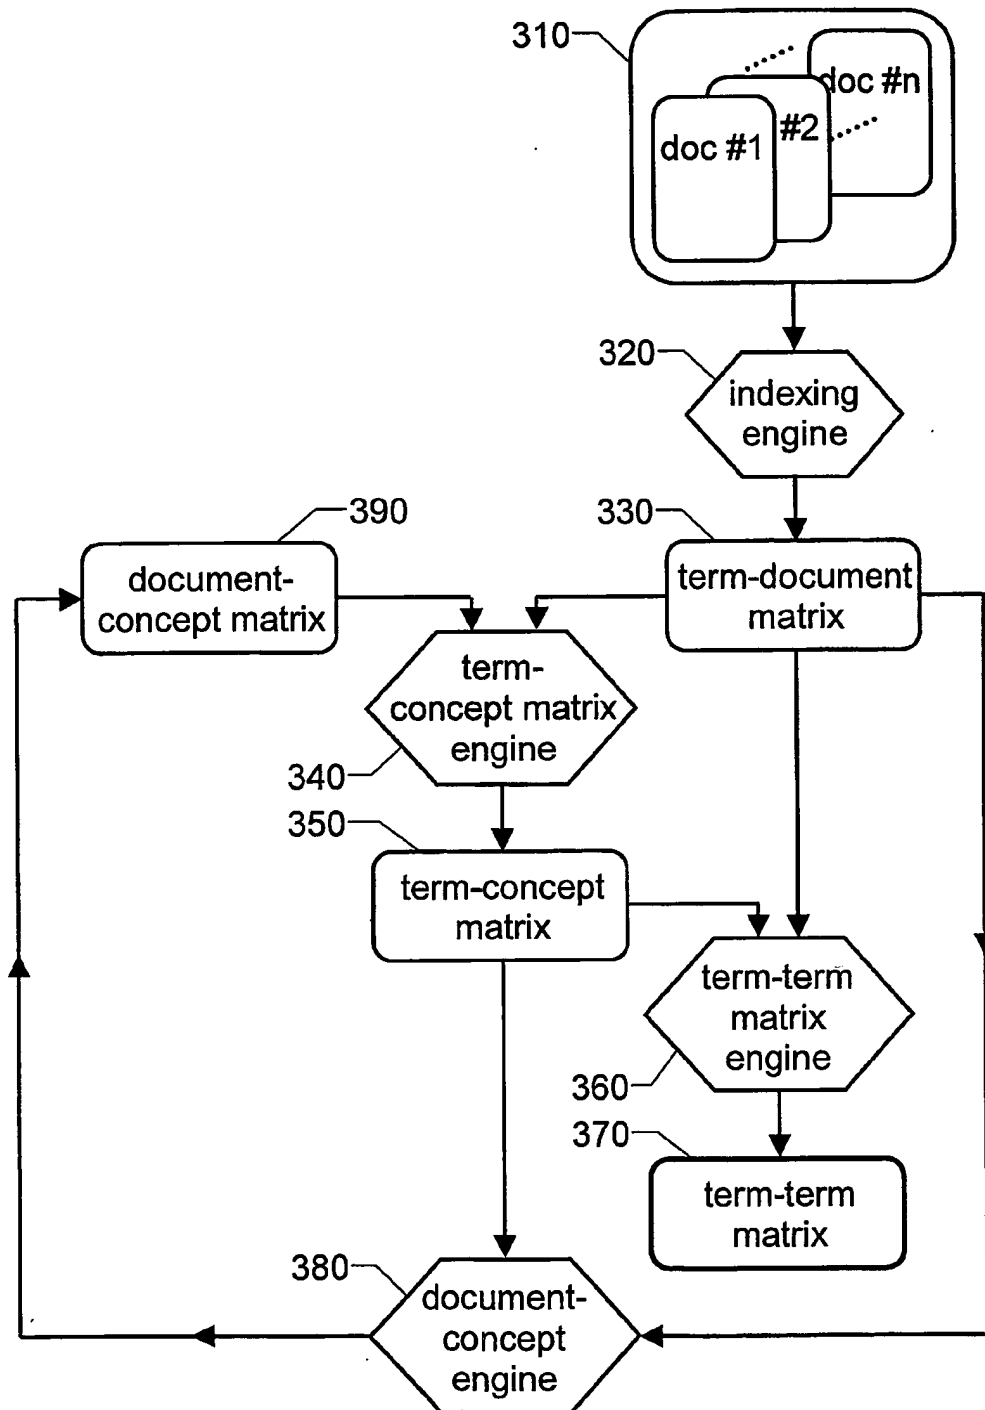 310
doc #n
#2
doc #1
320
indexing
engine
390
330
document-
concept matrix
term-document
matrix
term-
concept matrix
engine
340
350
term-concept
matrix
term-term
matrix
engine
360
370
term-term
matrix
380
document-
concept
engine